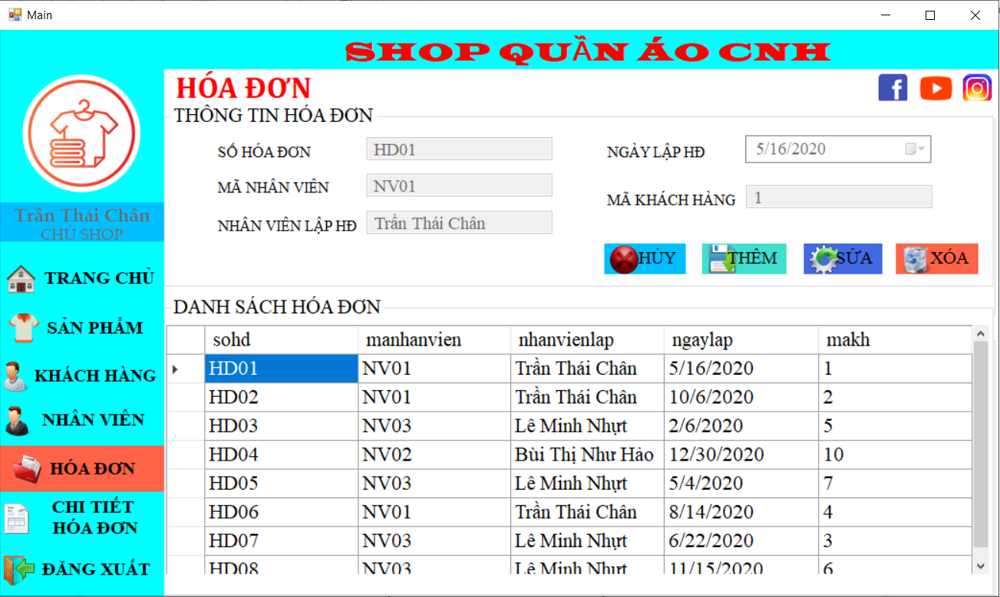 Main
SHOP QUẦN ÁO CNH
HÓA ĐƠN
THÔNG TIN HÓA ĐƠN
SỐ HÓA ĐƠN HD01 NGÀY LẬP HĐ 5/16/2020
MÃ NHÂN VIÊN NV01
MÃ KHÁCH HÀNG 1
NHÂN VIÊN LẬP HĐ Trần Thái Chân
HỦY THÊM SỬA XÓA
Trần Thái Chân
CHỦ SHOP
TRANG CHỦ
SẢN PHẨM
KHÁCH HÀNG
NHÂN VIÊN
HÓA ĐƠN
CHI TIẾT
HÓA ĐƠN
ĐĂNG XUẤT
DANH SÁCH HÓA ĐƠN
sohd manhanvien nhanvienlap ngaylap makh
HD01 NV01 Trần Thái Chân 5/16/2020 1
HD02 NV01 Trần Thái Chân 10/6/2020 2
HD03 NV03 Lê Minh Nhựt 2/6/2020 5
HD04 NV02 Bùi Thị Như Hảo 12/30/2020 10
HD05 NV03 Lê Minh Nhựt 5/4/2020 7
HD06 NV01 Trần Thái Chân 8/14/2020 4
HD07 NV03 Lê Minh Nhựt 6/22/2020 3
HD08 NV03 Lê Minh Nhựt 11/15/2020 6